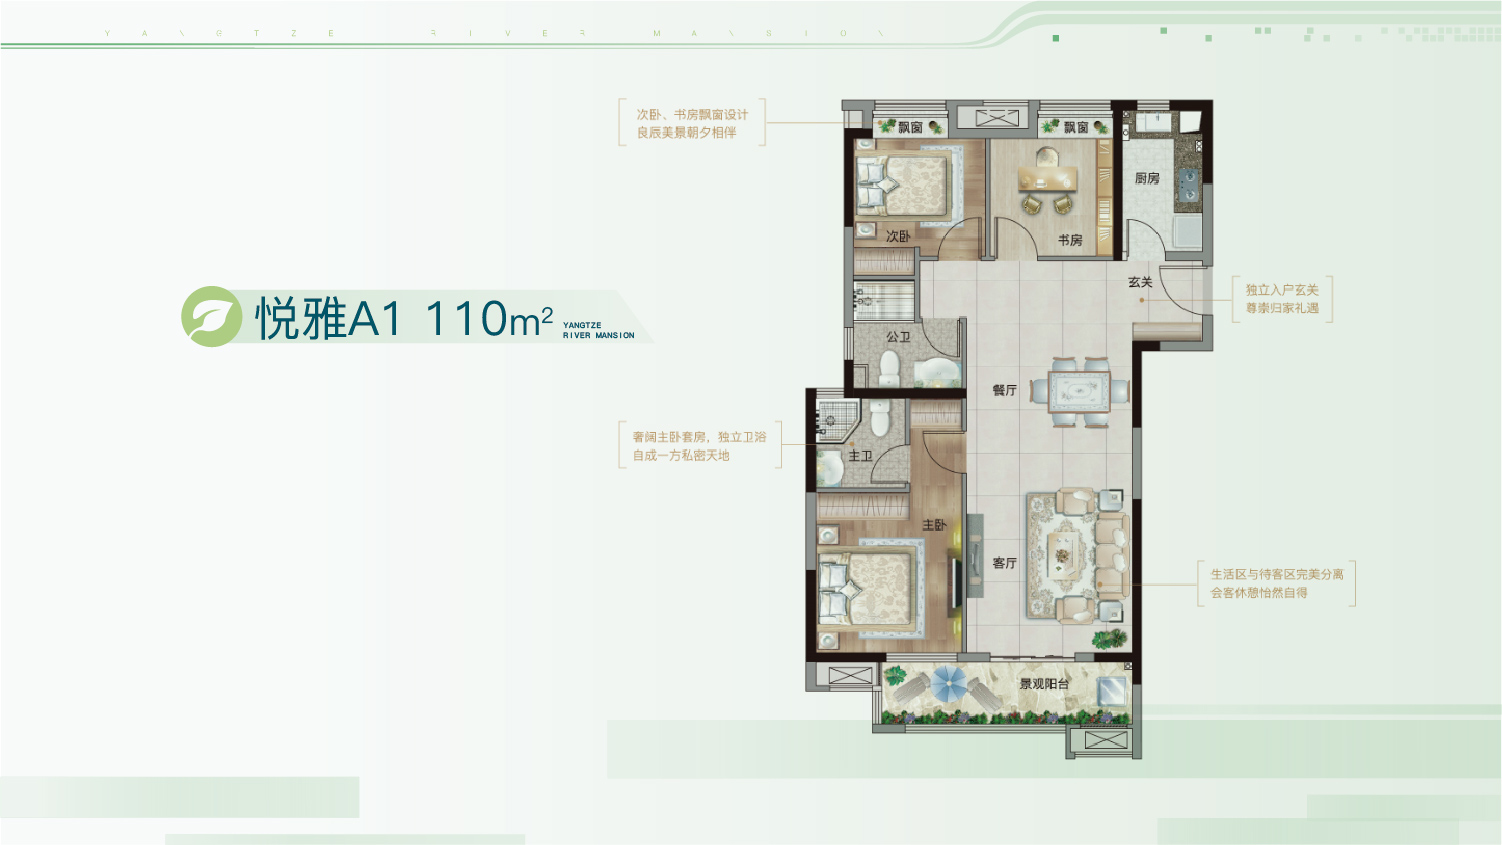 YANGTZE RIVER MANSION
次卧、书房飘窗设计
良辰美景朝夕相伴
飘窗
飘窗
厨房
次卧
书房
玄关
独立入户玄关
尊崇归家礼遇
悦雅A1 110m²
YANGTZE
RIVER MANSION
公卫
餐厅
奢阔主卧套房，独立卫浴
自成一方私密天地
主卫
主卧
客厅
生活区与待客区完美分离
会客休憩怡然自得
景观阳台